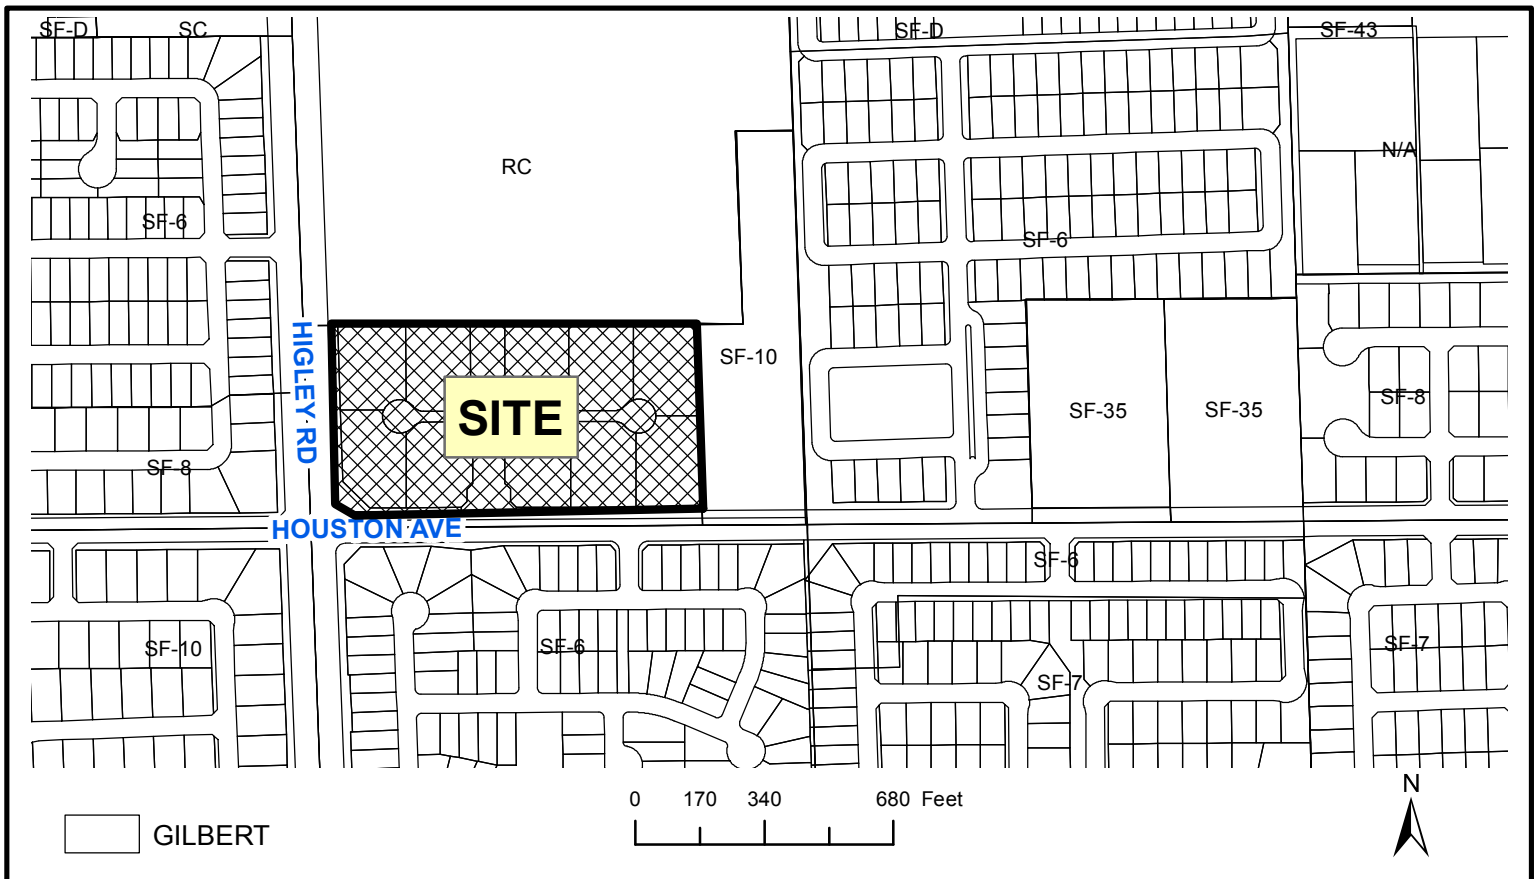 SF-D
SC
SF-D
SF-43
RC
N/A
SF-6
SF-6
HIGLEY RD
SF-10
SITE
SF-35
SF-35
SF-8
SF-8
HOUSTON AVE
SF-6
SF-10
SF-6
SF-7
SF-7
0 170 340 680 Feet
N
GILBERT